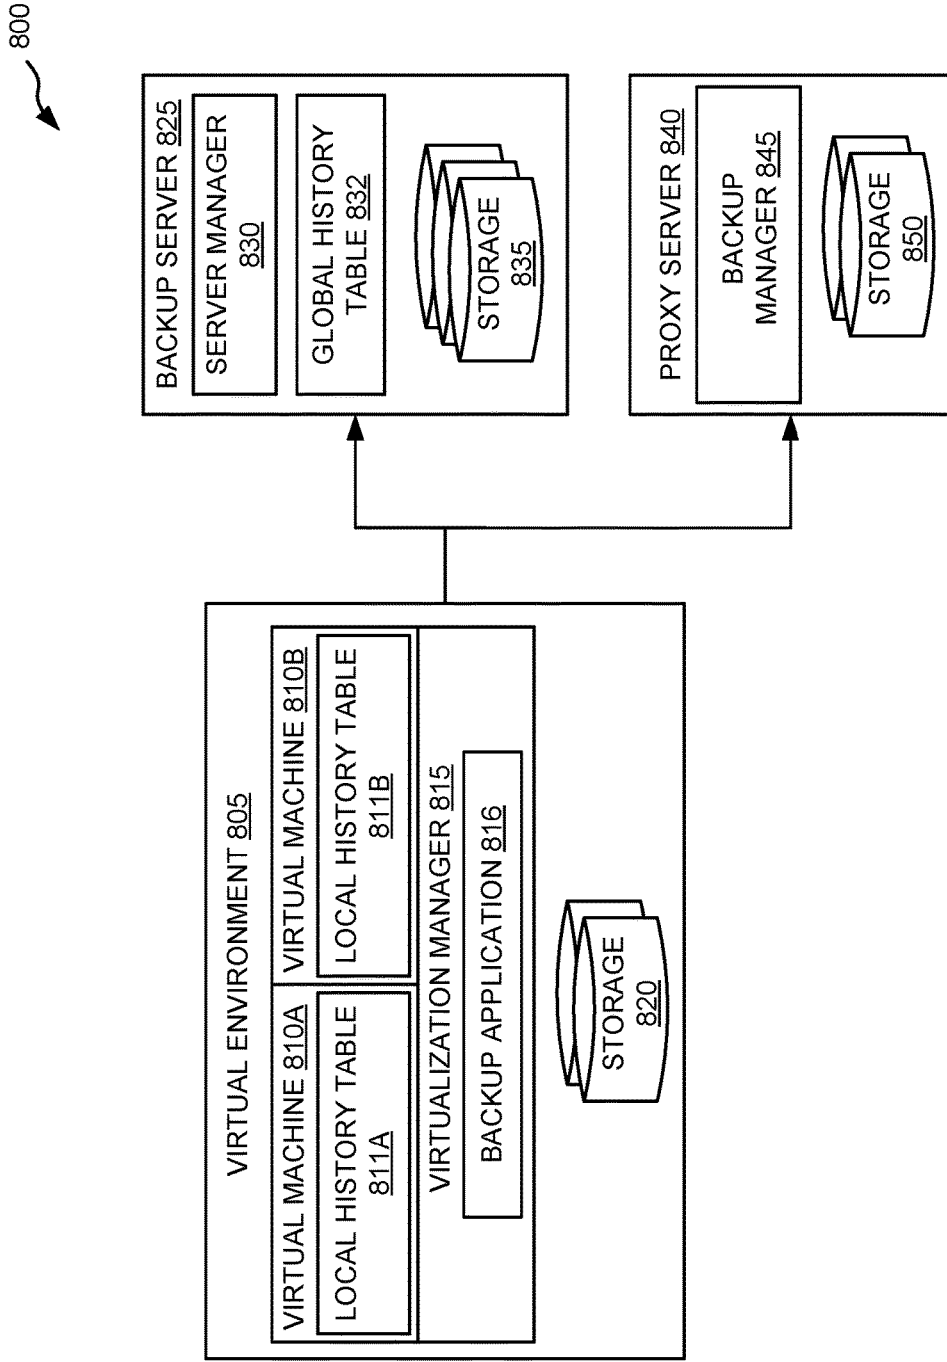 800
VIRTUAL ENVIRONMENT 805
VIRTUAL MACHINE 810A
LOCAL HISTORY TABLE
811A
VIRTUAL MACHINE 810B
LOCAL HISTORY TABLE
811B
VIRTUALIZATION MANAGER 815
BACKUP APPLICATION 816
STORAGE
820
BACKUP SERVER 825
SERVER MANAGER
830
GLOBAL HISTORY
TABLE 832
STORAGE
835
PROXY SERVER 840
BACKUP
MANAGER 845
STORAGE
850